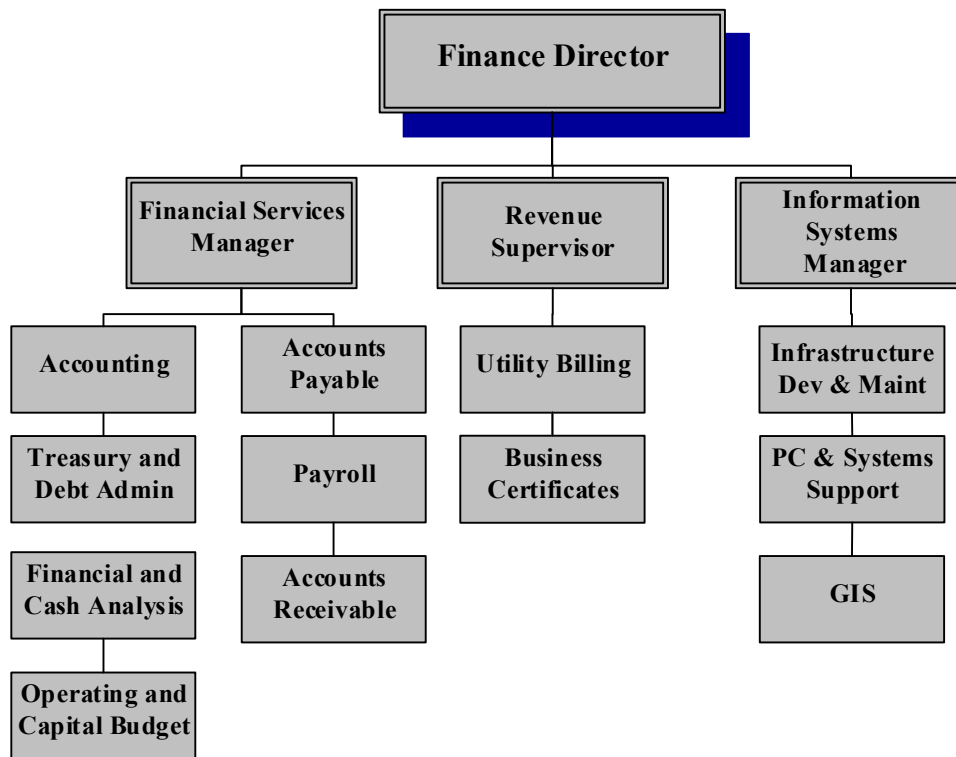 Finance Director
Financial Services
Manager
Revenue
Supervisor
Information
Systems
Manager
Accounting
Accounts
Payable
Utility Billing
Infrastructure
Dev & Maint
Treasury and
Debt Admin
Payroll
Business
Certificates
PC & Systems
Support
Financial and
Cash Analysis
Accounts
Receivable
GIS
Operating and
Capital Budget